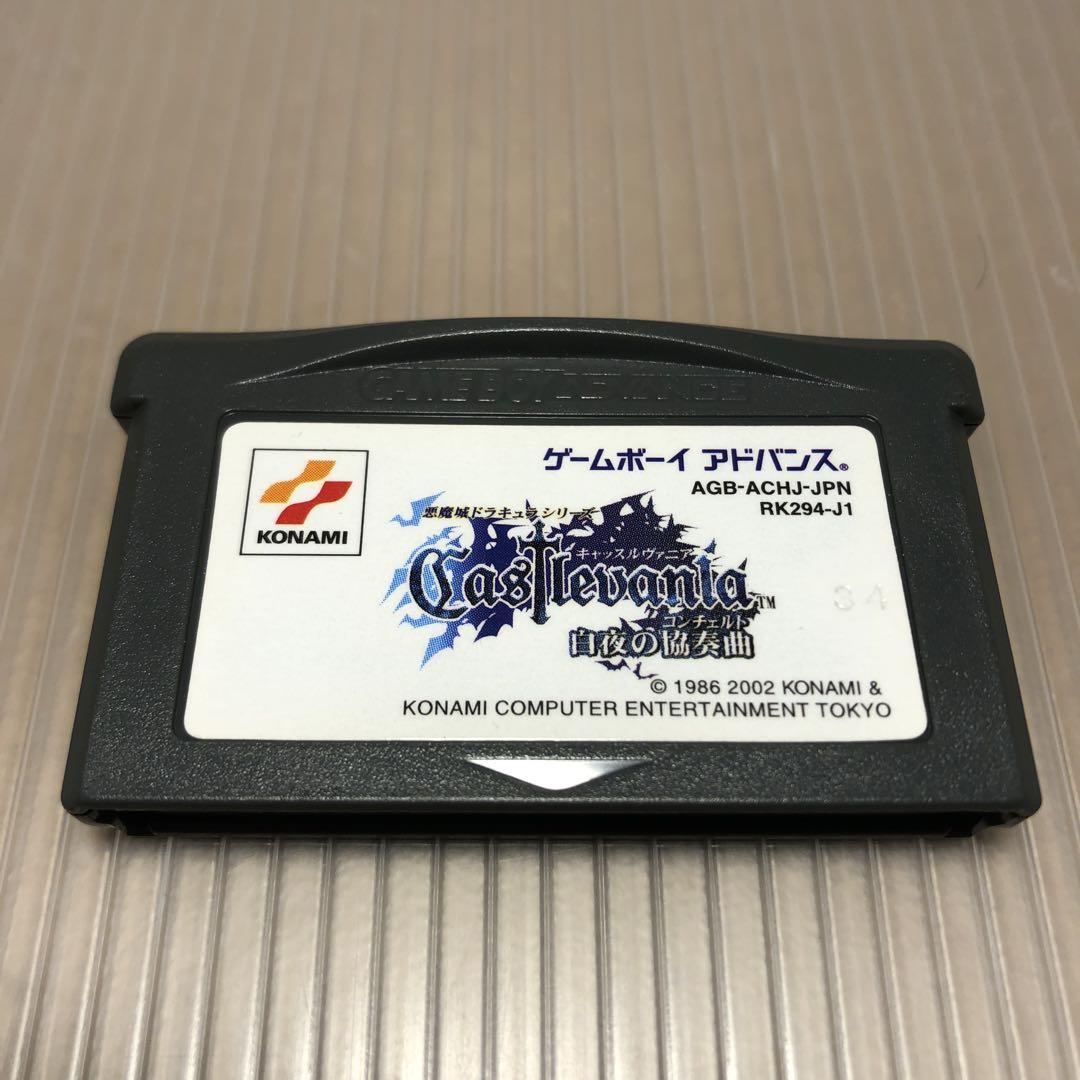 GAME BOY ADVANCE
KONAMI
ゲームボーイ アドバンス®
AGB-ACHJ-JPN
RK294-J1
悪魔城ドラキュラシリーズ
キャッスルヴァニア
Castlevania™
コンチェルト
白夜の協奏曲
34
© 1986 2002 KONAMI &
KONAMI COMPUTER ENTERTAINMENT TOKYO